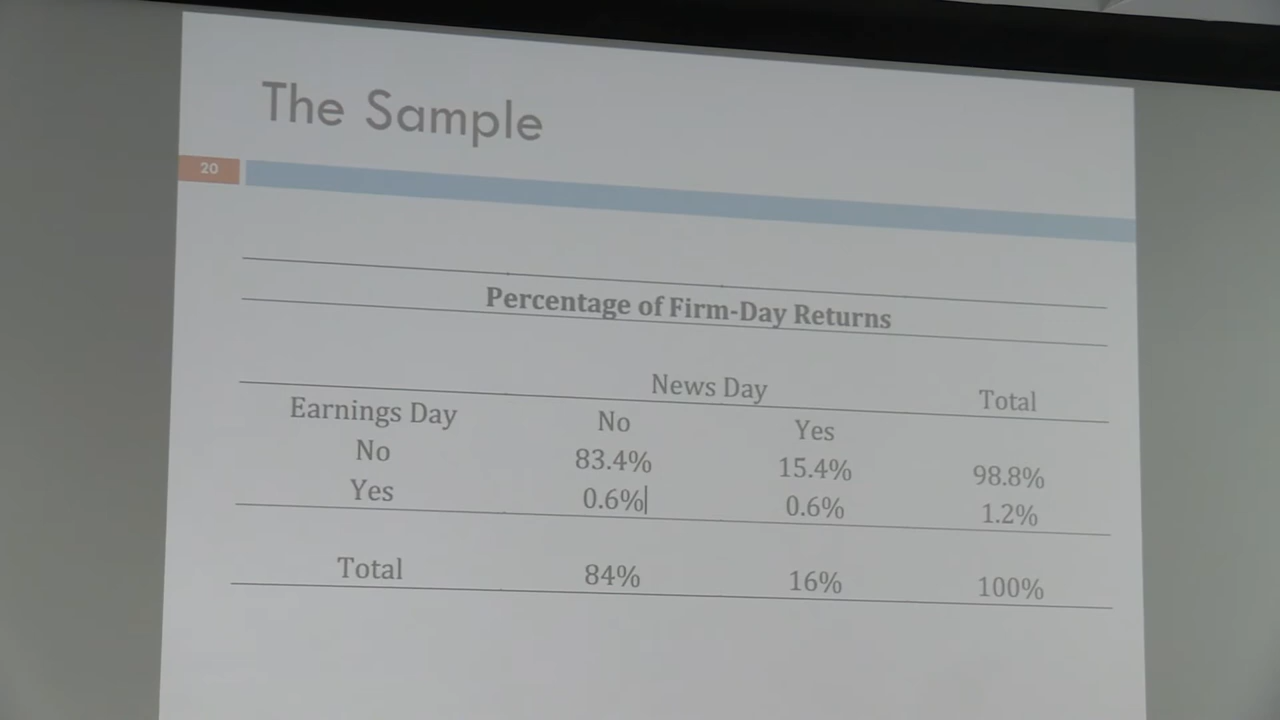 The Sample
20
Percentage of Firm-Day Returns
News Day Total
Earnings Day No Yes
No 83.4% 15.4% 98.8%
Yes 0.6% 0.6% 1.2%
Total 84% 16% 100%